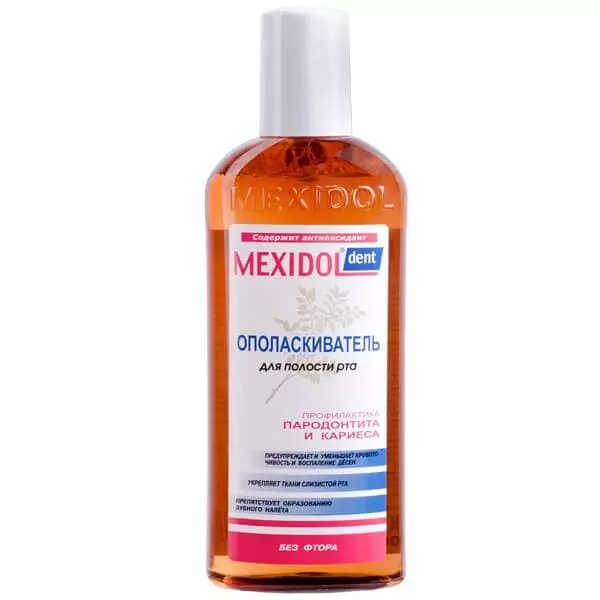 MEXIDOL
Содержит антиоксидант
MEXIDOL® dent
ОПОЛАСКИВАТЕЛЬ
для полости рта
ПРОФИЛАКТИКА
ПАРОДОНТИТА
И КАРИЕСА
ПРЕДУПРЕЖДАЕТ И УМЕНЬШАЕТ КРОВОТО-
ЧИВОСТЬ И ВОСПАЛЕНИЕ ДЁСЕН
УКРЕПЛЯЕТ ТКАНИ СЛИЗИСТОЙ РТА
ПРЕПЯТСТВУЕТ ОБРАЗОВАНИЮ
ЗУБНОГО НАЛЁТА
БЕЗ ФТОРА